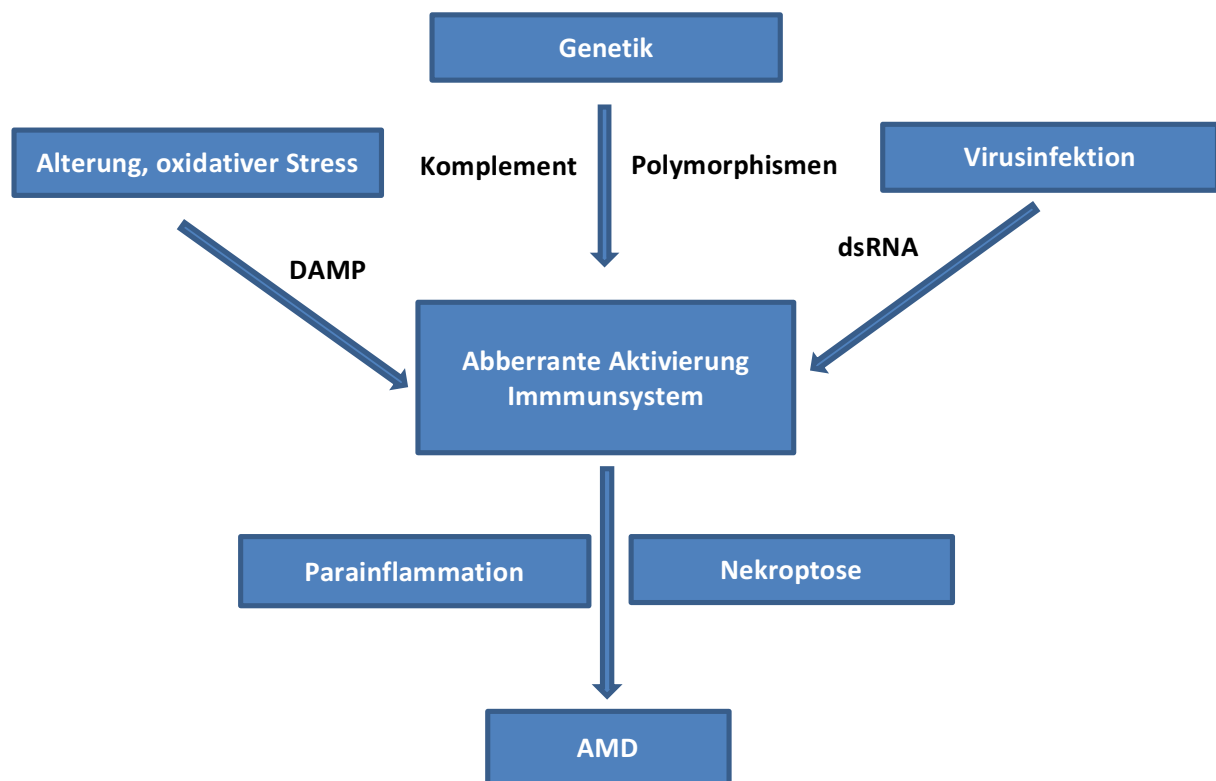 Genetik
Alterung, oxidativer Stress
Komplement
Polymorphismen
Virusinfektion
DAMP
dsRNA
Abberrante Aktivierung
Immmunsystem
Parainflammation
Nekroptose
AMD